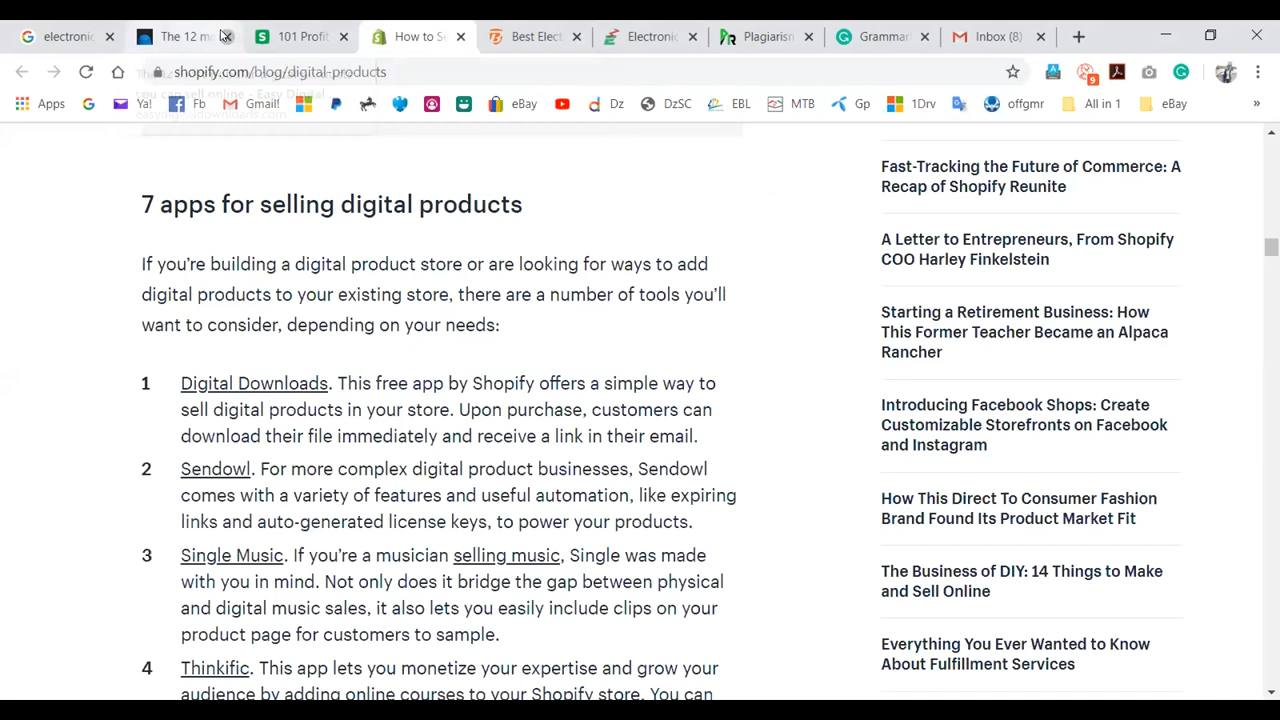 electronic
The 12 mo
101 Profit
How to S
Best Elect
Electronic
Plagiarism
Grammar
Inbox (8)
shopify.com/blog/digital-products
you can sell online - Easy Digital
easydigitaldownloads.com
9
Apps
Ya!
Fb
Gmail!
eBay
Dz
DzSC
EBL
MTB
Gp
1Drv
offgmr
All in 1
eBay
»
7 apps for selling digital products
If you're building a digital product store or are looking for ways to add
digital products to your existing store, there are a number of tools you'll
want to consider, depending on your needs:
1 Digital Downloads. This free app by Shopify offers a simple way to
sell digital products in your store. Upon purchase, customers can
download their file immediately and receive a link in their email.
2 Sendowl. For more complex digital product businesses, Sendowl
comes with a variety of features and useful automation, like expiring
links and auto-generated license keys, to power your products.
3 Single Music. If you're a musician selling music, Single was made
with you in mind. Not only does it bridge the gap between physical
and digital music sales, it also lets you easily include clips on your
product page for customers to sample.
4 Thinkific. This app lets you monetize your expertise and grow your
audience by adding online courses to your Shopify store. You can
Fast-Tracking the Future of Commerce: A
Recap of Shopify Reunite
A Letter to Entrepreneurs, From Shopify
COO Harley Finkelstein
Starting a Retirement Business: How
This Former Teacher Became an Alpaca
Rancher
Introducing Facebook Shops: Create
Customizable Storefronts on Facebook
and Instagram
How This Direct To Consumer Fashion
Brand Found Its Product Market Fit
The Business of DIY: 14 Things to Make
and Sell Online
Everything You Ever Wanted to Know
About Fulfillment Services